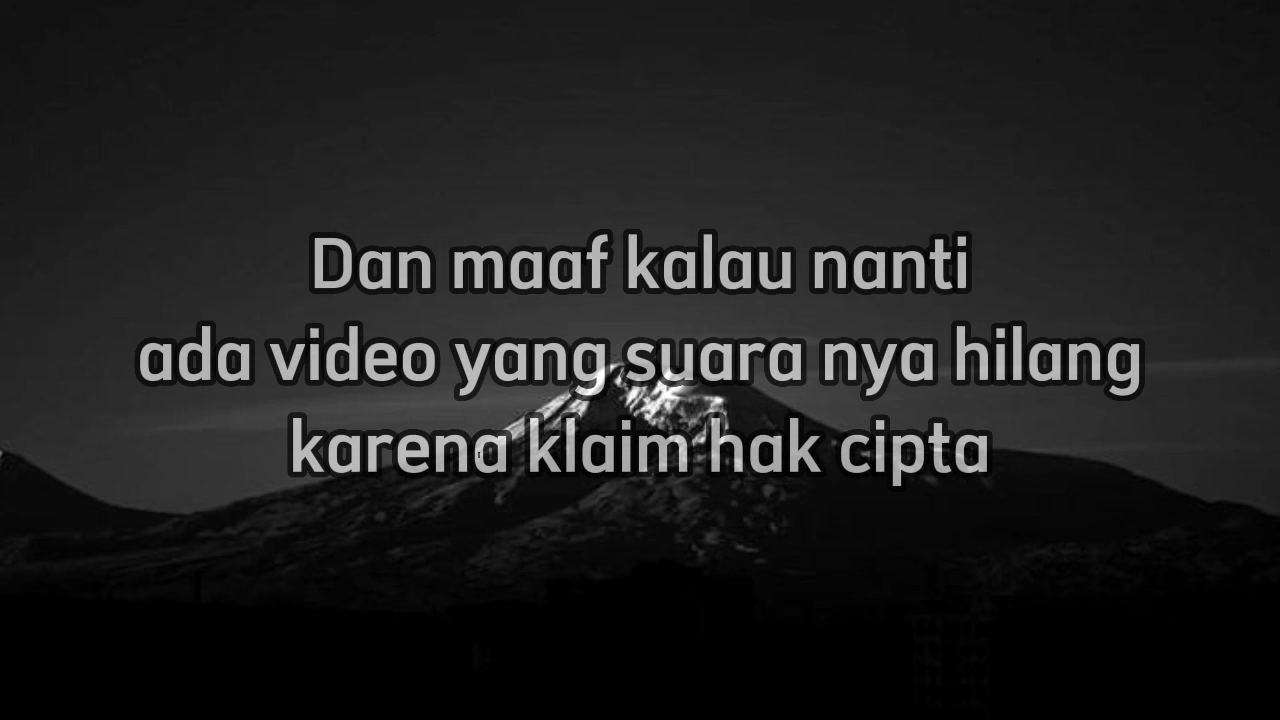 Dan maaf kalau nanti
ada video yang suara nya hilang
karena klaim hak cipta